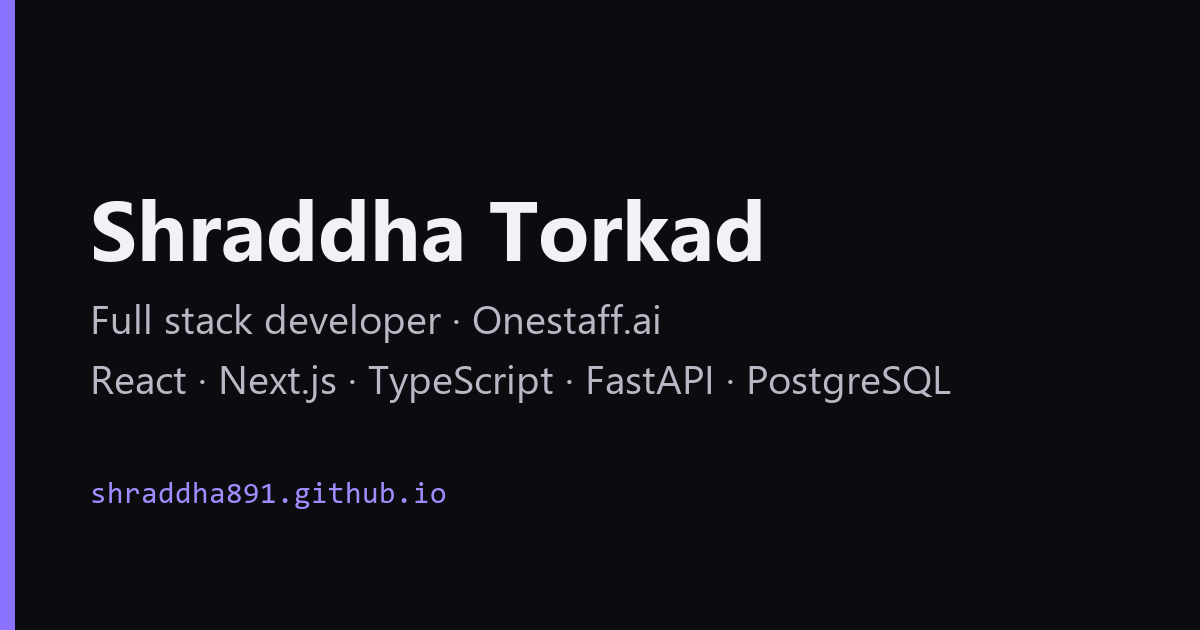 Shraddha Torkad
Full stack developer · Onestaff.ai
React · Next.js · TypeScript · FastAPI · PostgreSQL
shraddha891.github.io